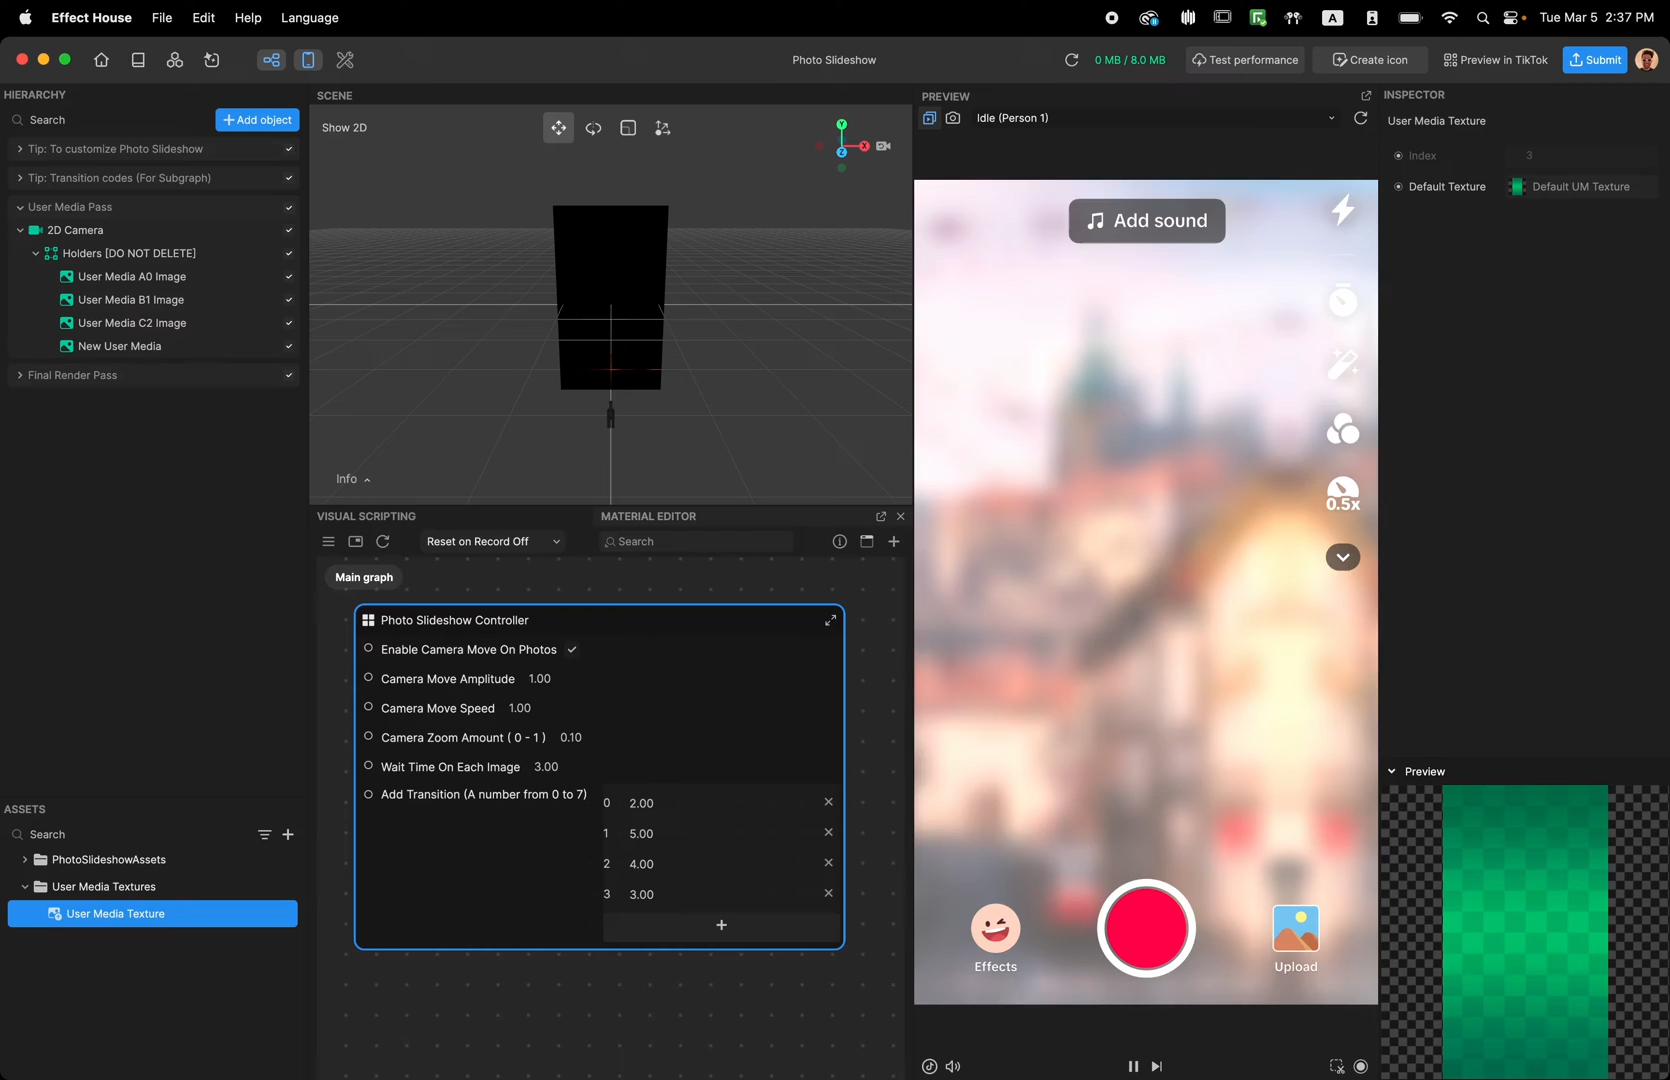 Effect House File Edit Help Language
A
Tue Mar 5 2:37 PM
Photo Slideshow
0 MB / 8.0 MB
Test performance
Create icon
Preview in TikTok
Submit
HIERARCHY
Search
+ Add object
Tip: To customize Photo Slideshow
Tip: Transition codes (For Subgraph)
User Media Pass
2D Camera
Holders [DO NOT DELETE]
User Media A0 Image
User Media B1 Image
User Media C2 Image
New User Media
Final Render Pass
ASSETS
Search
PhotoSlideshowAssets
User Media Textures
User Media Texture
SCENE
Show 2D
Y
X
Z
Info
VISUAL SCRIPTING
MATERIAL EDITOR
Reset on Record Off
Search
Main graph
Photo Slideshow Controller
Enable Camera Move On Photos
Camera Move Amplitude 1.00
Camera Move Speed 1.00
Camera Zoom Amount ( 0 - 1 ) 0.10
Wait Time On Each Image 3.00
Add Transition (A number from 0 to 7)
0 2.00
1 5.00
2 4.00
3 3.00
PREVIEW
Idle (Person 1)
Add sound
0.5x
Effects
Upload
INSPECTOR
User Media Texture
Index 3
Default Texture Default UM Texture
Preview